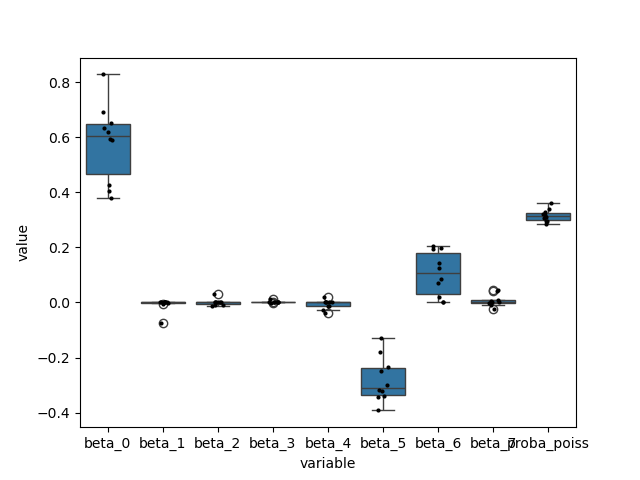 value
0.8
0.6
0.4
0.2
0.0
−0.2
−0.4
beta_0 beta_1 beta_2 beta_3 beta_4 beta_5 beta_6 beta_7 proba_poiss
variable